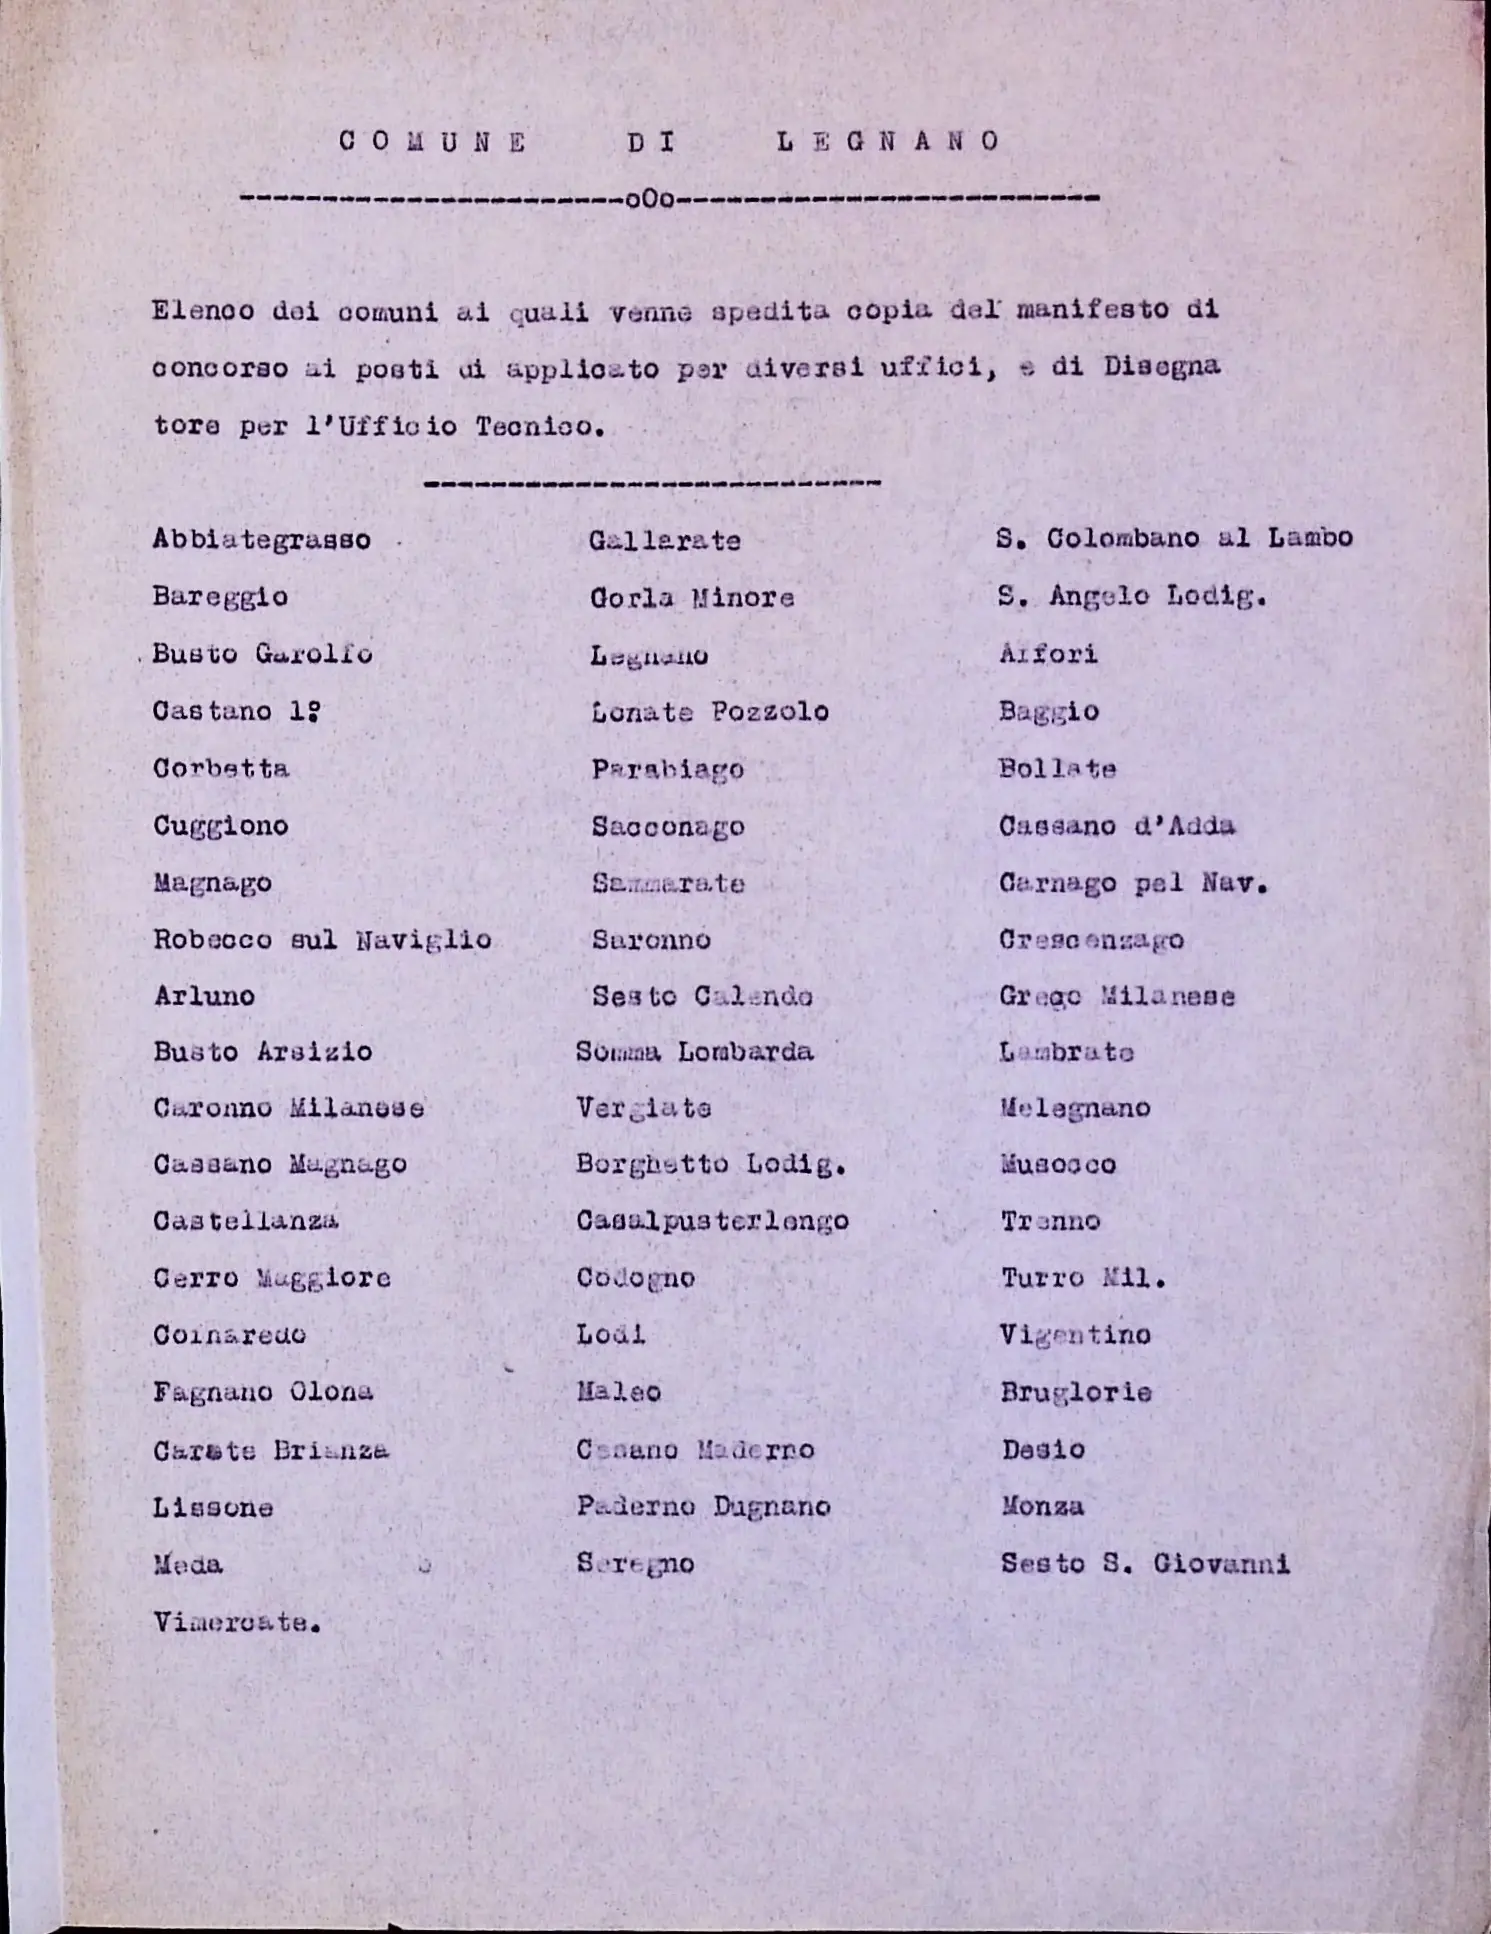 COMUNE DI LEGNANO
-----------------------oOo-------------------------
Elenco dei comuni ai quali venne spedita copia del manifesto di
concorso ai posti di applicato per diversi uffici, e di Disegna
tore per l'Ufficio Tecnico.
---------------------------
Abbiategrasso Gallarate S. Colombano al Lambo
Bareggio Gorla Minore S. Angelo Lodig.
Busto Garolfo Legnano Affori
Castano 1º Lonate Pozzolo Baggio
Corbetta Parabiago Bollate
Cuggiono Sacconago Cassano d'Adda
Magnago Sammarate Carnago pel Nav.
Robecco sul Naviglio Saronno Crescenzago
Arluno Sesto Calendo Greco Milanese
Busto Arsizio Somma Lombarda Lambrate
Caronno Milanese Vergiate Melegnano
Cassano Magnago Borghetto Lodig. Musocco
Castellanza Casalpusterlengo Trenno
Cerro Maggiore Codogno Turro Mil.
Cornaredo Lodi Vigentino
Fagnano Olona Maleo Bruglorie
Carate Brianza Cesano Maderno Desio
Lissone Paderno Dugnano Monza
Meda Seregno Sesto S. Giovanni
Vimercate.